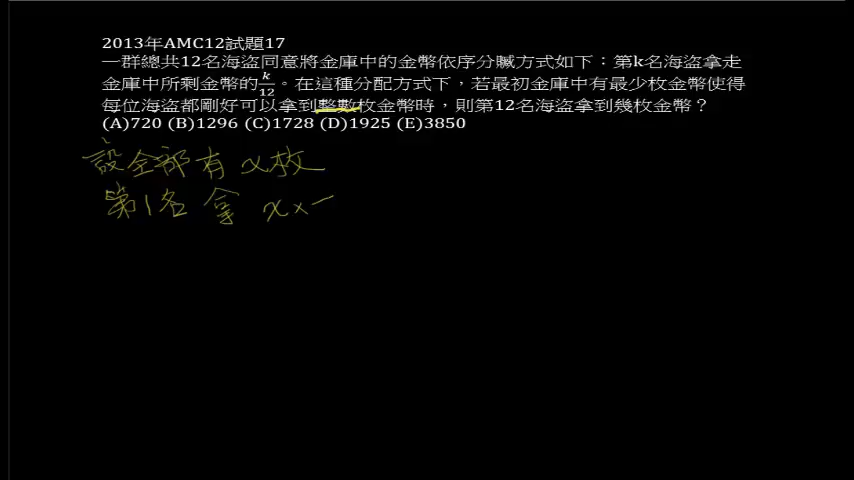 2013年AMC12試題17
一群總共12名海盜同意將金庫中的金幣依序分贓方式如下：第k名海盜拿走
金庫中所剩金幣的k/12。在這種分配方式下，若最初金庫中有最少枚金幣使得
每位海盜都剛好可以拿到整數枚金幣時，則第12名海盜拿到幾枚金幣？
(A)720 (B)1296 (C)1728 (D)1925 (E)3850
設全部有x枚
第1名 拿 x×一